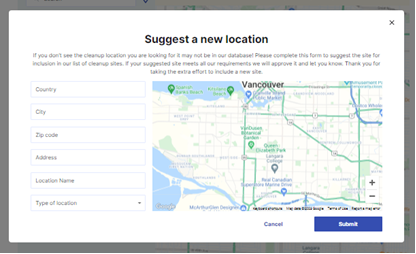 Suggest a new location
If you don't see the cleanup location you are looking for it may not be in our database! Please complete this form to suggest the site for
inclusion in our list of cleanup sites. If your suggested site meets all our requirements we will approve it and let you know. Thank you for
taking the extra effort to include a new site.
Country
City
Zip code
Address
Location Name
Type of location
Vancouver
VanDusen
Botanical
Garden
Queen
Elizabeth Park
Langara
College
Real Canadian
Superstore Marine Drive
McArthurGlen Designer
Google
Keyboard shortcuts
Terms of Use
Report a map error
Cancel
Submit